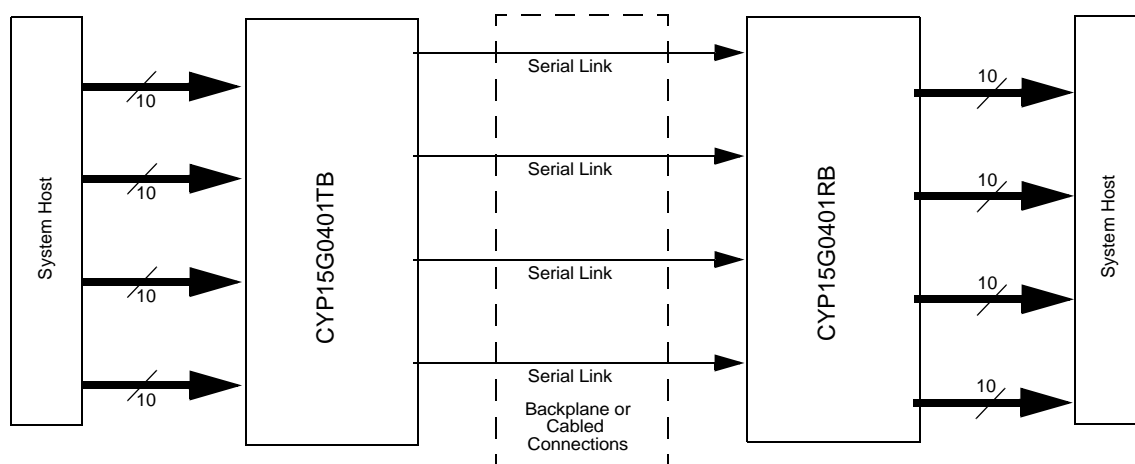 System Host
10
10
10
10
CYP15G0401TB
Serial Link
Serial Link
Serial Link
Serial Link
Backplane or
Cabled
Connections
CYP15G0401RB
10
10
10
10
System Host